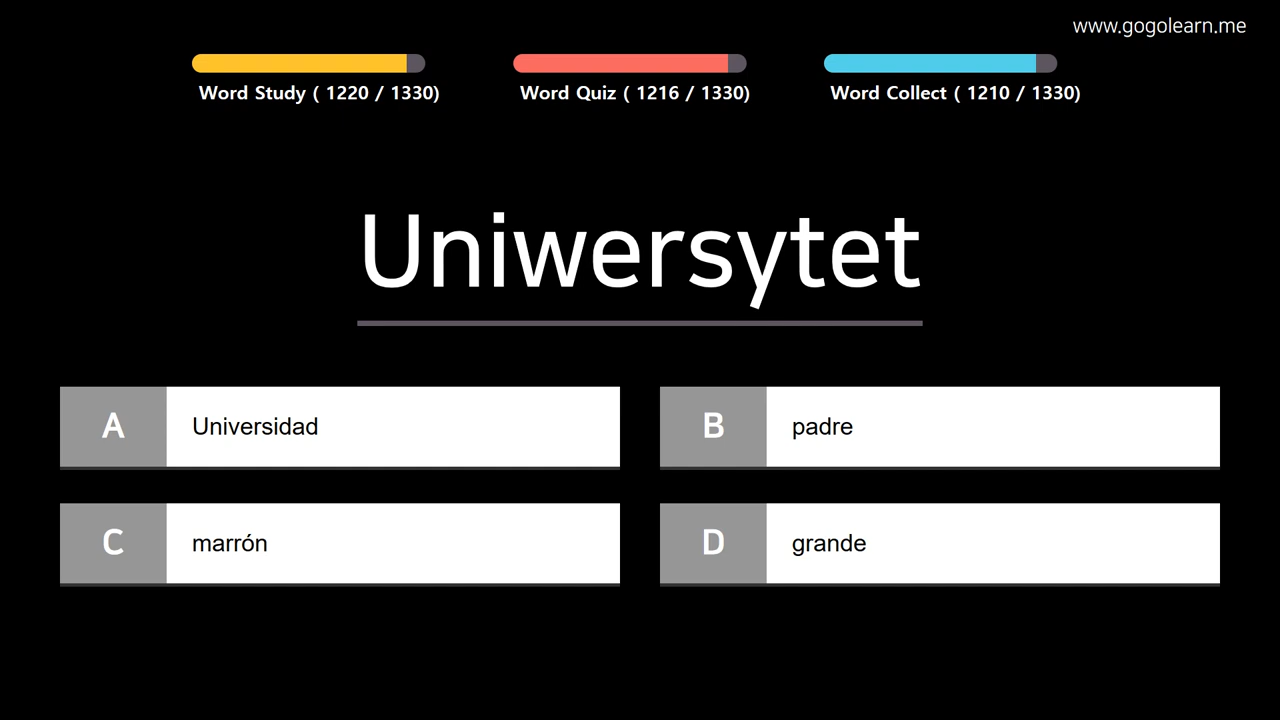 www.gogolearn.me
Word Study ( 1220 / 1330)
Word Quiz ( 1216 / 1330)
Word Collect ( 1210 / 1330)
Uniwersytet
A Universidad
B padre
C marrón
D grande